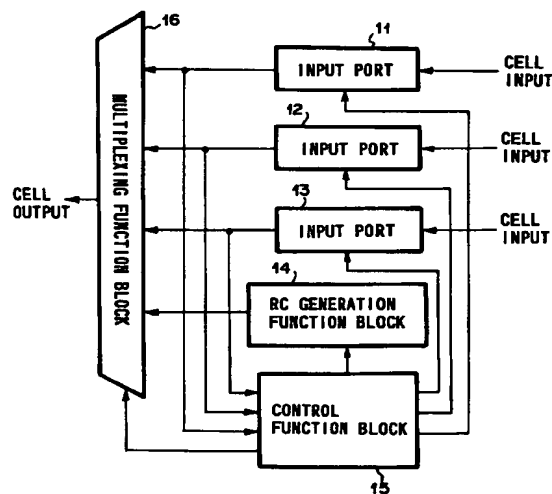 16
11
INPUT PORT
CELL
INPUT
12
INPUT PORT
CELL
INPUT
13
INPUT PORT
CELL
INPUT
MULTIPLEXING FUNCTION BLOCK
CELL
OUTPUT
14
RC GENERATION
FUNCTION BLOCK
CONTROL
FUNCTION BLOCK
15